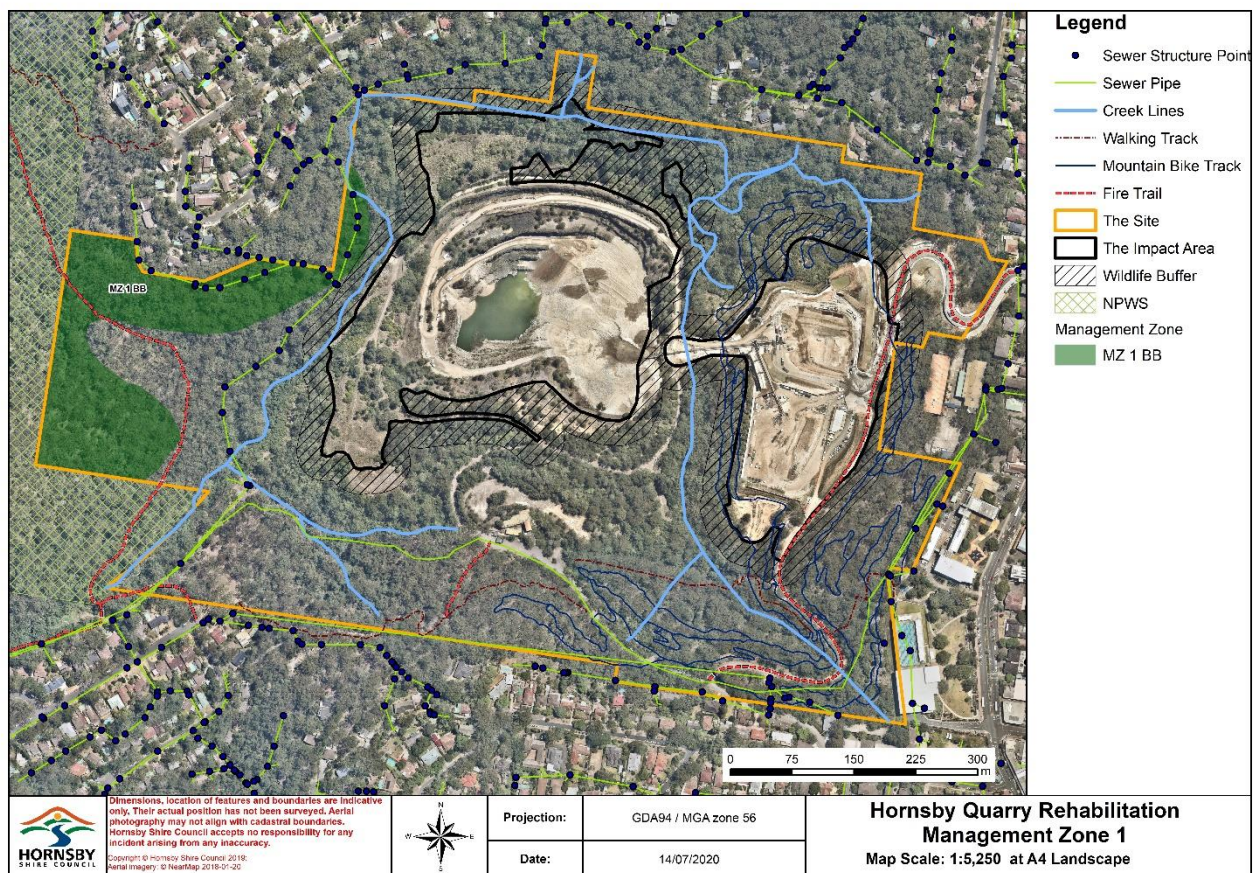 Legend
Sewer Structure Point
Sewer Pipe
Creek Lines
Walking Track
Mountain Bike Track
Fire Trail
The Site
The Impact Area
Wildlife Buffer
NPWS
Management Zone
MZ 1 BB
MZ 1 BB
0 75 150 225 300
m
HORNSBY
SHIRE COUNCIL
Dimensions, location of features and boundaries are indicative
only. Their actual position has not been surveyed. Aerial
photography may not align with cadastral boundaries.
Hornsby Shire Council accepts no responsibility for any
incident arising from any inaccuracy.
Copyright © Hornsby Shire Council 2019;
Aerial Imagery: © NearMap 2018-01-20
N
W E
S
Projection: GDA94 / MGA zone 56
Date: 14/07/2020
Hornsby Quarry Rehabilitation
Management Zone 1
Map Scale: 1:5,250 at A4 Landscape